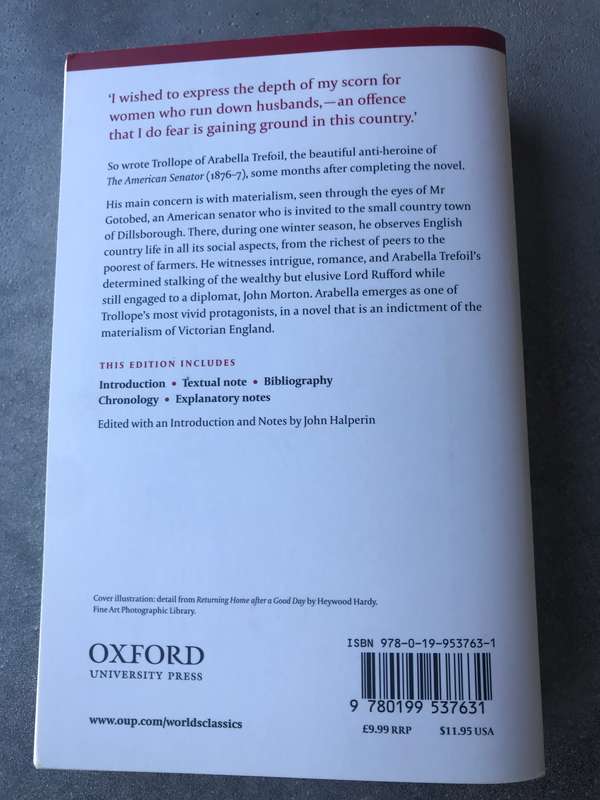 ‘I wished to express the depth of my scorn for
women who run down husbands,—an offence
that I do fear is gaining ground in this country.’
So wrote Trollope of Arabella Trefoil, the beautiful anti-heroine of
The American Senator (1876–7), some months after completing the novel.
His main concern is with materialism, seen through the eyes of Mr
Gotobed, an American senator who is invited to the small country town
of Dillsborough. There, during one winter season, he observes English
country life in all its social aspects, from the richest of peers to the
poorest of farmers. He witnesses intrigue, romance, and Arabella Trefoil’s
determined stalking of the wealthy but elusive Lord Rufford while
still engaged to a diplomat, John Morton. Arabella emerges as one of
Trollope’s most vivid protagonists, in a novel that is an indictment of the
materialism of Victorian England.
THIS EDITION INCLUDES
Introduction • Textual note • Bibliography
Chronology • Explanatory notes
Edited with an Introduction and Notes by John Halperin
Cover illustration: detail from Returning Home after a Good Day by Heywood Hardy.
Fine Art Photographic Library.
OXFORD
UNIVERSITY PRESS
www.oup.com/worldsclassics
ISBN 978-0-19-953763-1
9 780199 537631
£9.99 RRP $11.95 USA